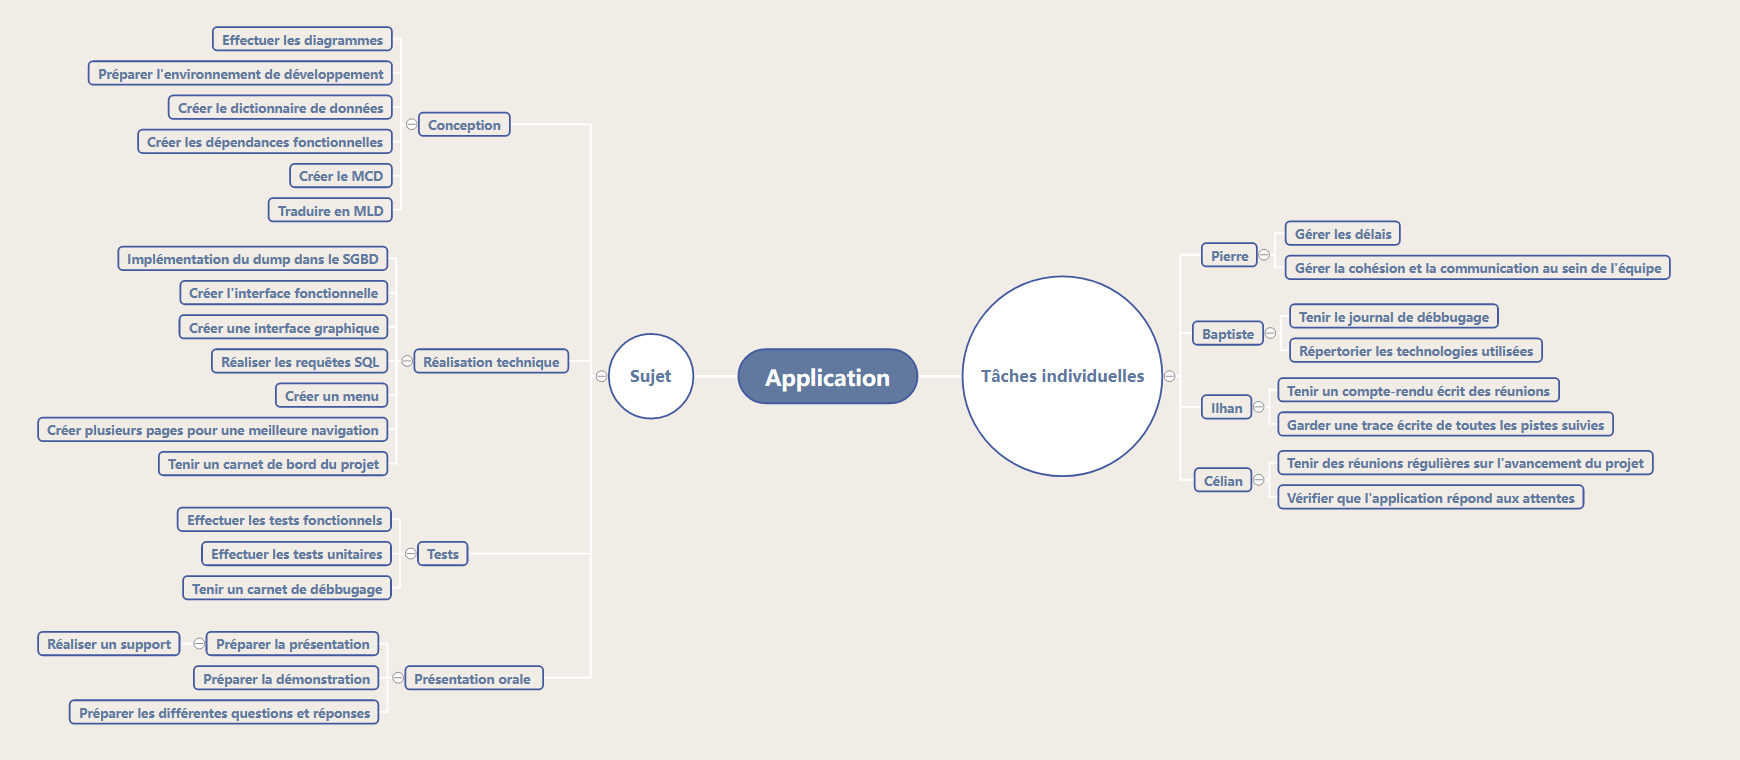 Effectuer les diagrammes
Préparer l'environnement de développement
Créer le dictionnaire de données
Créer les dépendances fonctionnelles
Créer le MCD
Traduire en MLD
Conception
Implémentation du dump dans le SGBD
Créer l'interface fonctionnelle
Créer une interface graphique
Réaliser les requêtes SQL
Créer un menu
Créer plusieurs pages pour une meilleure navigation
Tenir un carnet de bord du projet
Réalisation technique
Effectuer les tests fonctionnels
Effectuer les tests unitaires
Tenir un carnet de débbugage
Tests
Réaliser un support
Préparer la présentation
Préparer la démonstration
Préparer les différentes questions et réponses
Présentation orale
Sujet
Application
Tâches individuelles
Pierre
Gérer les délais
Gérer la cohésion et la communication au sein de l'équipe
Baptiste
Tenir le journal de débbugage
Répertorier les technologies utilisées
Ilhan
Tenir un compte-rendu écrit des réunions
Garder une trace écrite de toutes les pistes suivies
Célian
Tenir des réunions régulières sur l'avancement du projet
Vérifier que l'application répond aux attentes